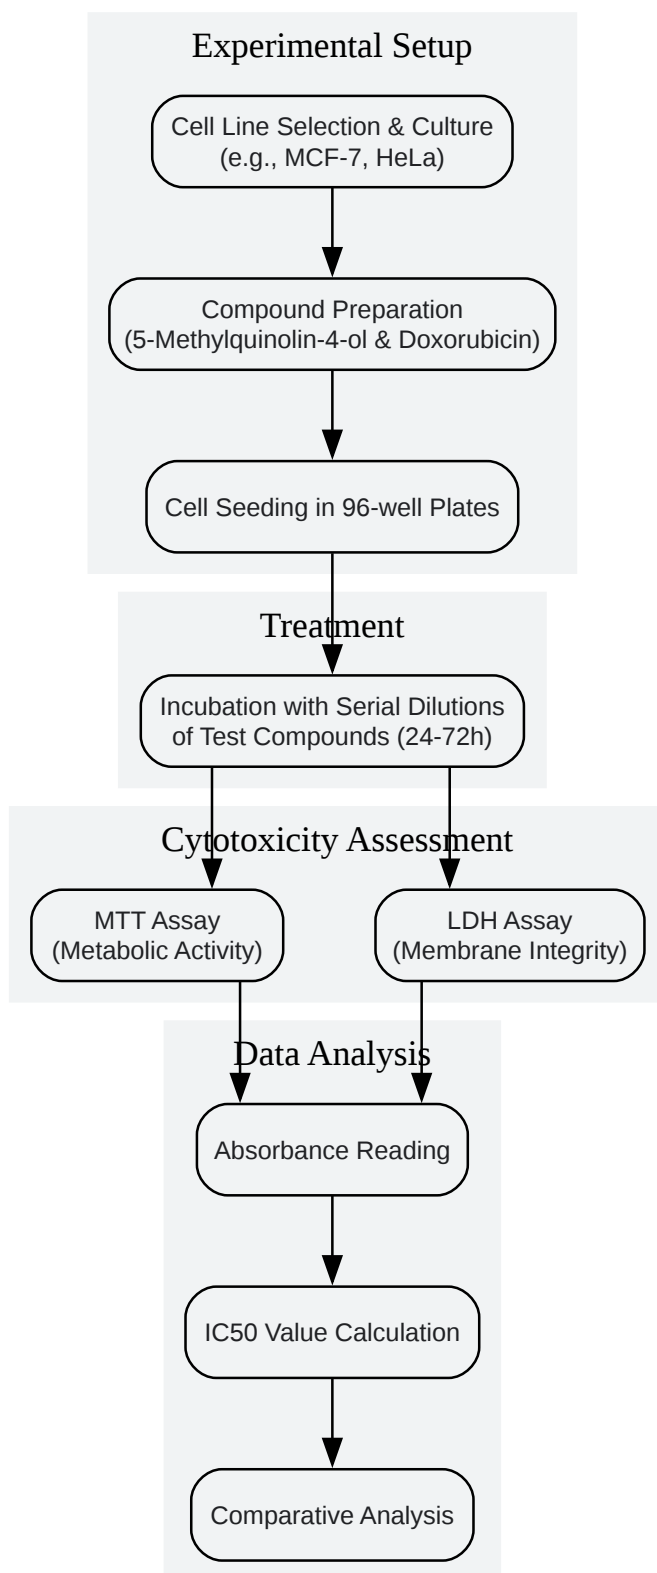 Experimental Setup
Cell Line Selection & Culture
(e.g., MCF-7, HeLa)
Compound Preparation
(5-Methylquinolin-4-ol & Doxorubicin)
Cell Seeding in 96-well Plates
Treatment
Incubation with Serial Dilutions
of Test Compounds (24-72h)
Cytotoxicity Assessment
MTT Assay
(Metabolic Activity)
LDH Assay
(Membrane Integrity)
Data Analysis
Absorbance Reading
IC50 Value Calculation
Comparative Analysis